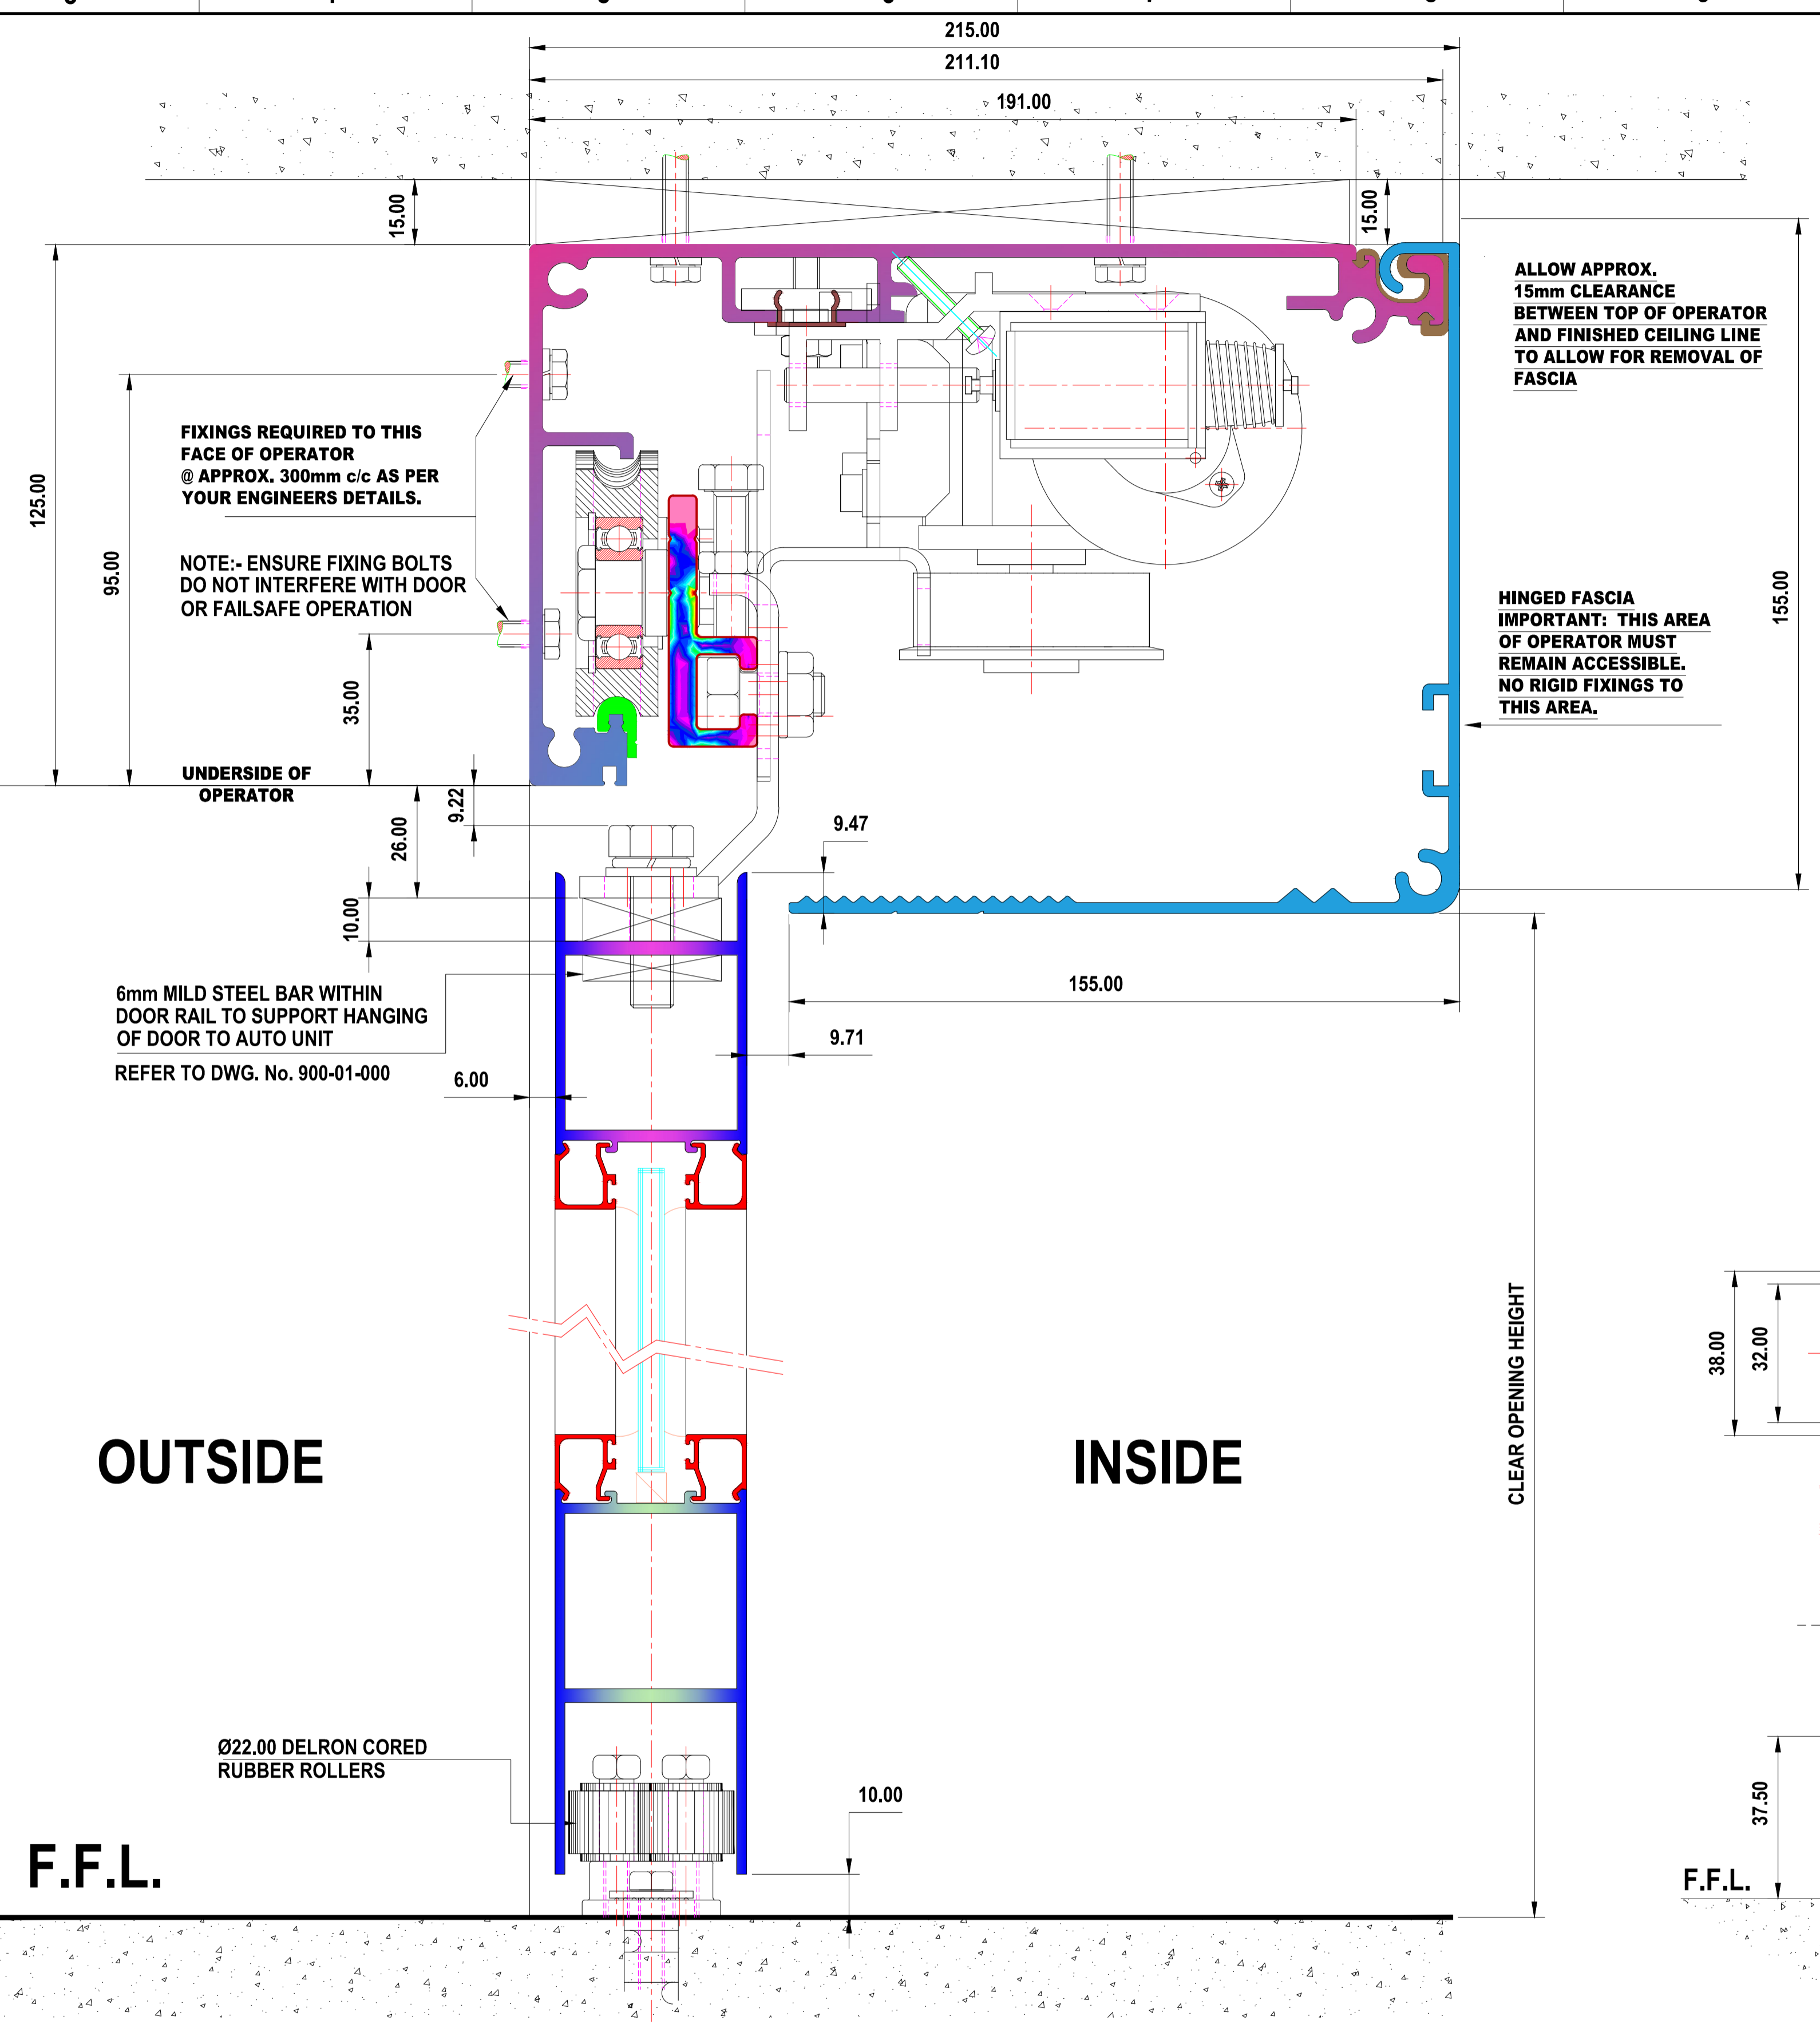 215.00
211.10
191.00
15.00
15.00
ALLOW APPROX.
15mm CLEARANCE
BETWEEN TOP OF OPERATOR
AND FINISHED CEILING LINE
TO ALLOW FOR REMOVAL OF
FASCIA
FIXINGS REQUIRED TO THIS
FACE OF OPERATOR
@ APPROX. 300mm c/c AS PER
YOUR ENGINEERS DETAILS.
125.00
95.00
NOTE:- ENSURE FIXING BOLTS
DO NOT INTERFERE WITH DOOR
OR FAILSAFE OPERATION
155.00
HINGED FASCIA
IMPORTANT: THIS AREA
OF OPERATOR MUST
REMAIN ACCESSIBLE.
NO RIGID FIXINGS TO
THIS AREA.
35.00
UNDERSIDE OF
OPERATOR
9.22
26.00
9.47
10.00
155.00
6mm MILD STEEL BAR WITHIN
DOOR RAIL TO SUPPORT HANGING
OF DOOR TO AUTO UNIT
REFER TO DWG. No. 900-01-000
9.71
6.00
CLEAR OPENING HEIGHT
38.00
32.00
OUTSIDE
INSIDE
Ø22.00 DELRON CORED
RUBBER ROLLERS
10.00
37.50
F.F.L.
F.F.L.